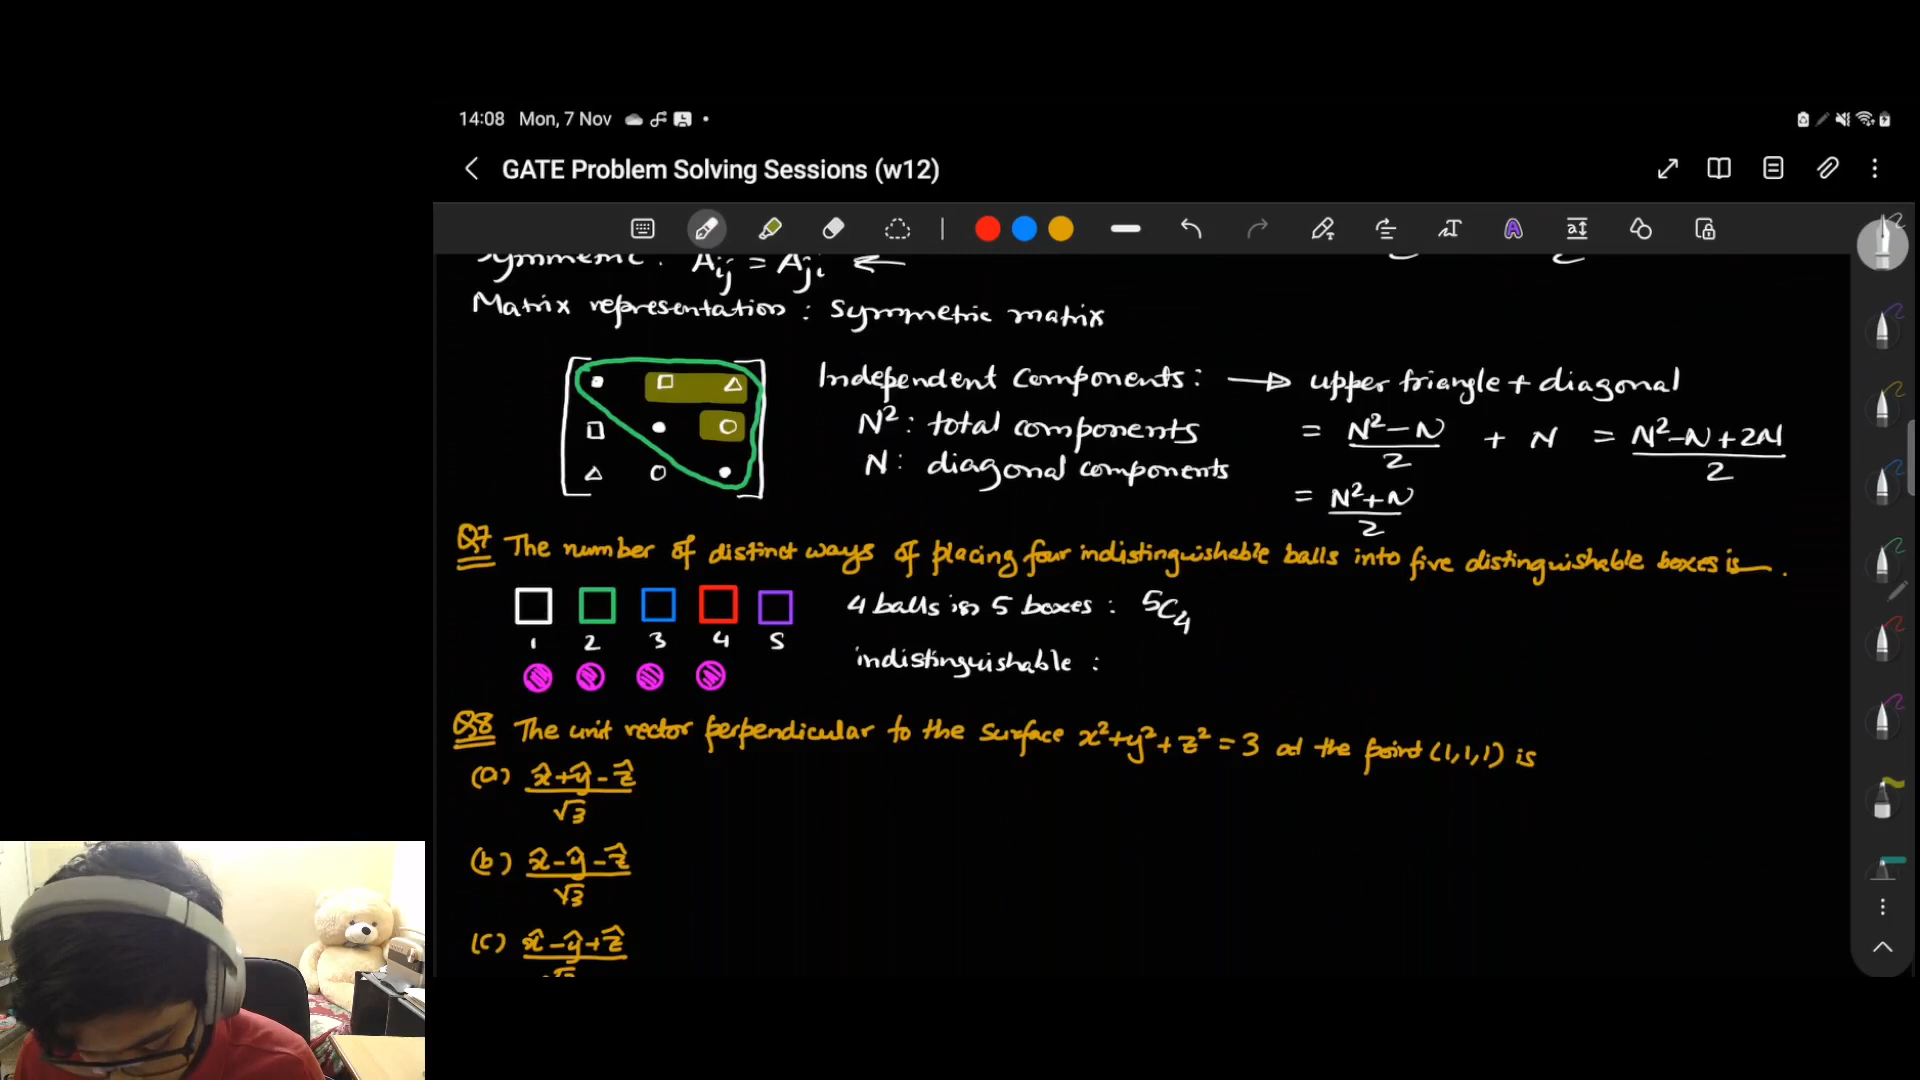 14:08 Mon, 7 Nov
GATE Problem Solving Sessions (w12)
Symmetric : Aij = Aji ←
Matrix representation : Symmetric matrix
Independent Components : → upper triangle + diagonal
N² : total components = N²-N/2 + N = N²-N+2N/2
N : diagonal components = N²+N/2
Q7 The number of distinct ways of placing four indistinguishable balls into five distinguishable boxes is — .
4 balls in 5 boxes : ⁵C₄
1 2 3 4 5
indistinguishable :
Q8 The unit vector perpendicular to the surface x²+y²+z² = 3 at the point (1,1,1) is
(a) x̂+ŷ-ẑ/√3
(b) x̂-ŷ-ẑ/√3
(c) x̂-ŷ+ẑ